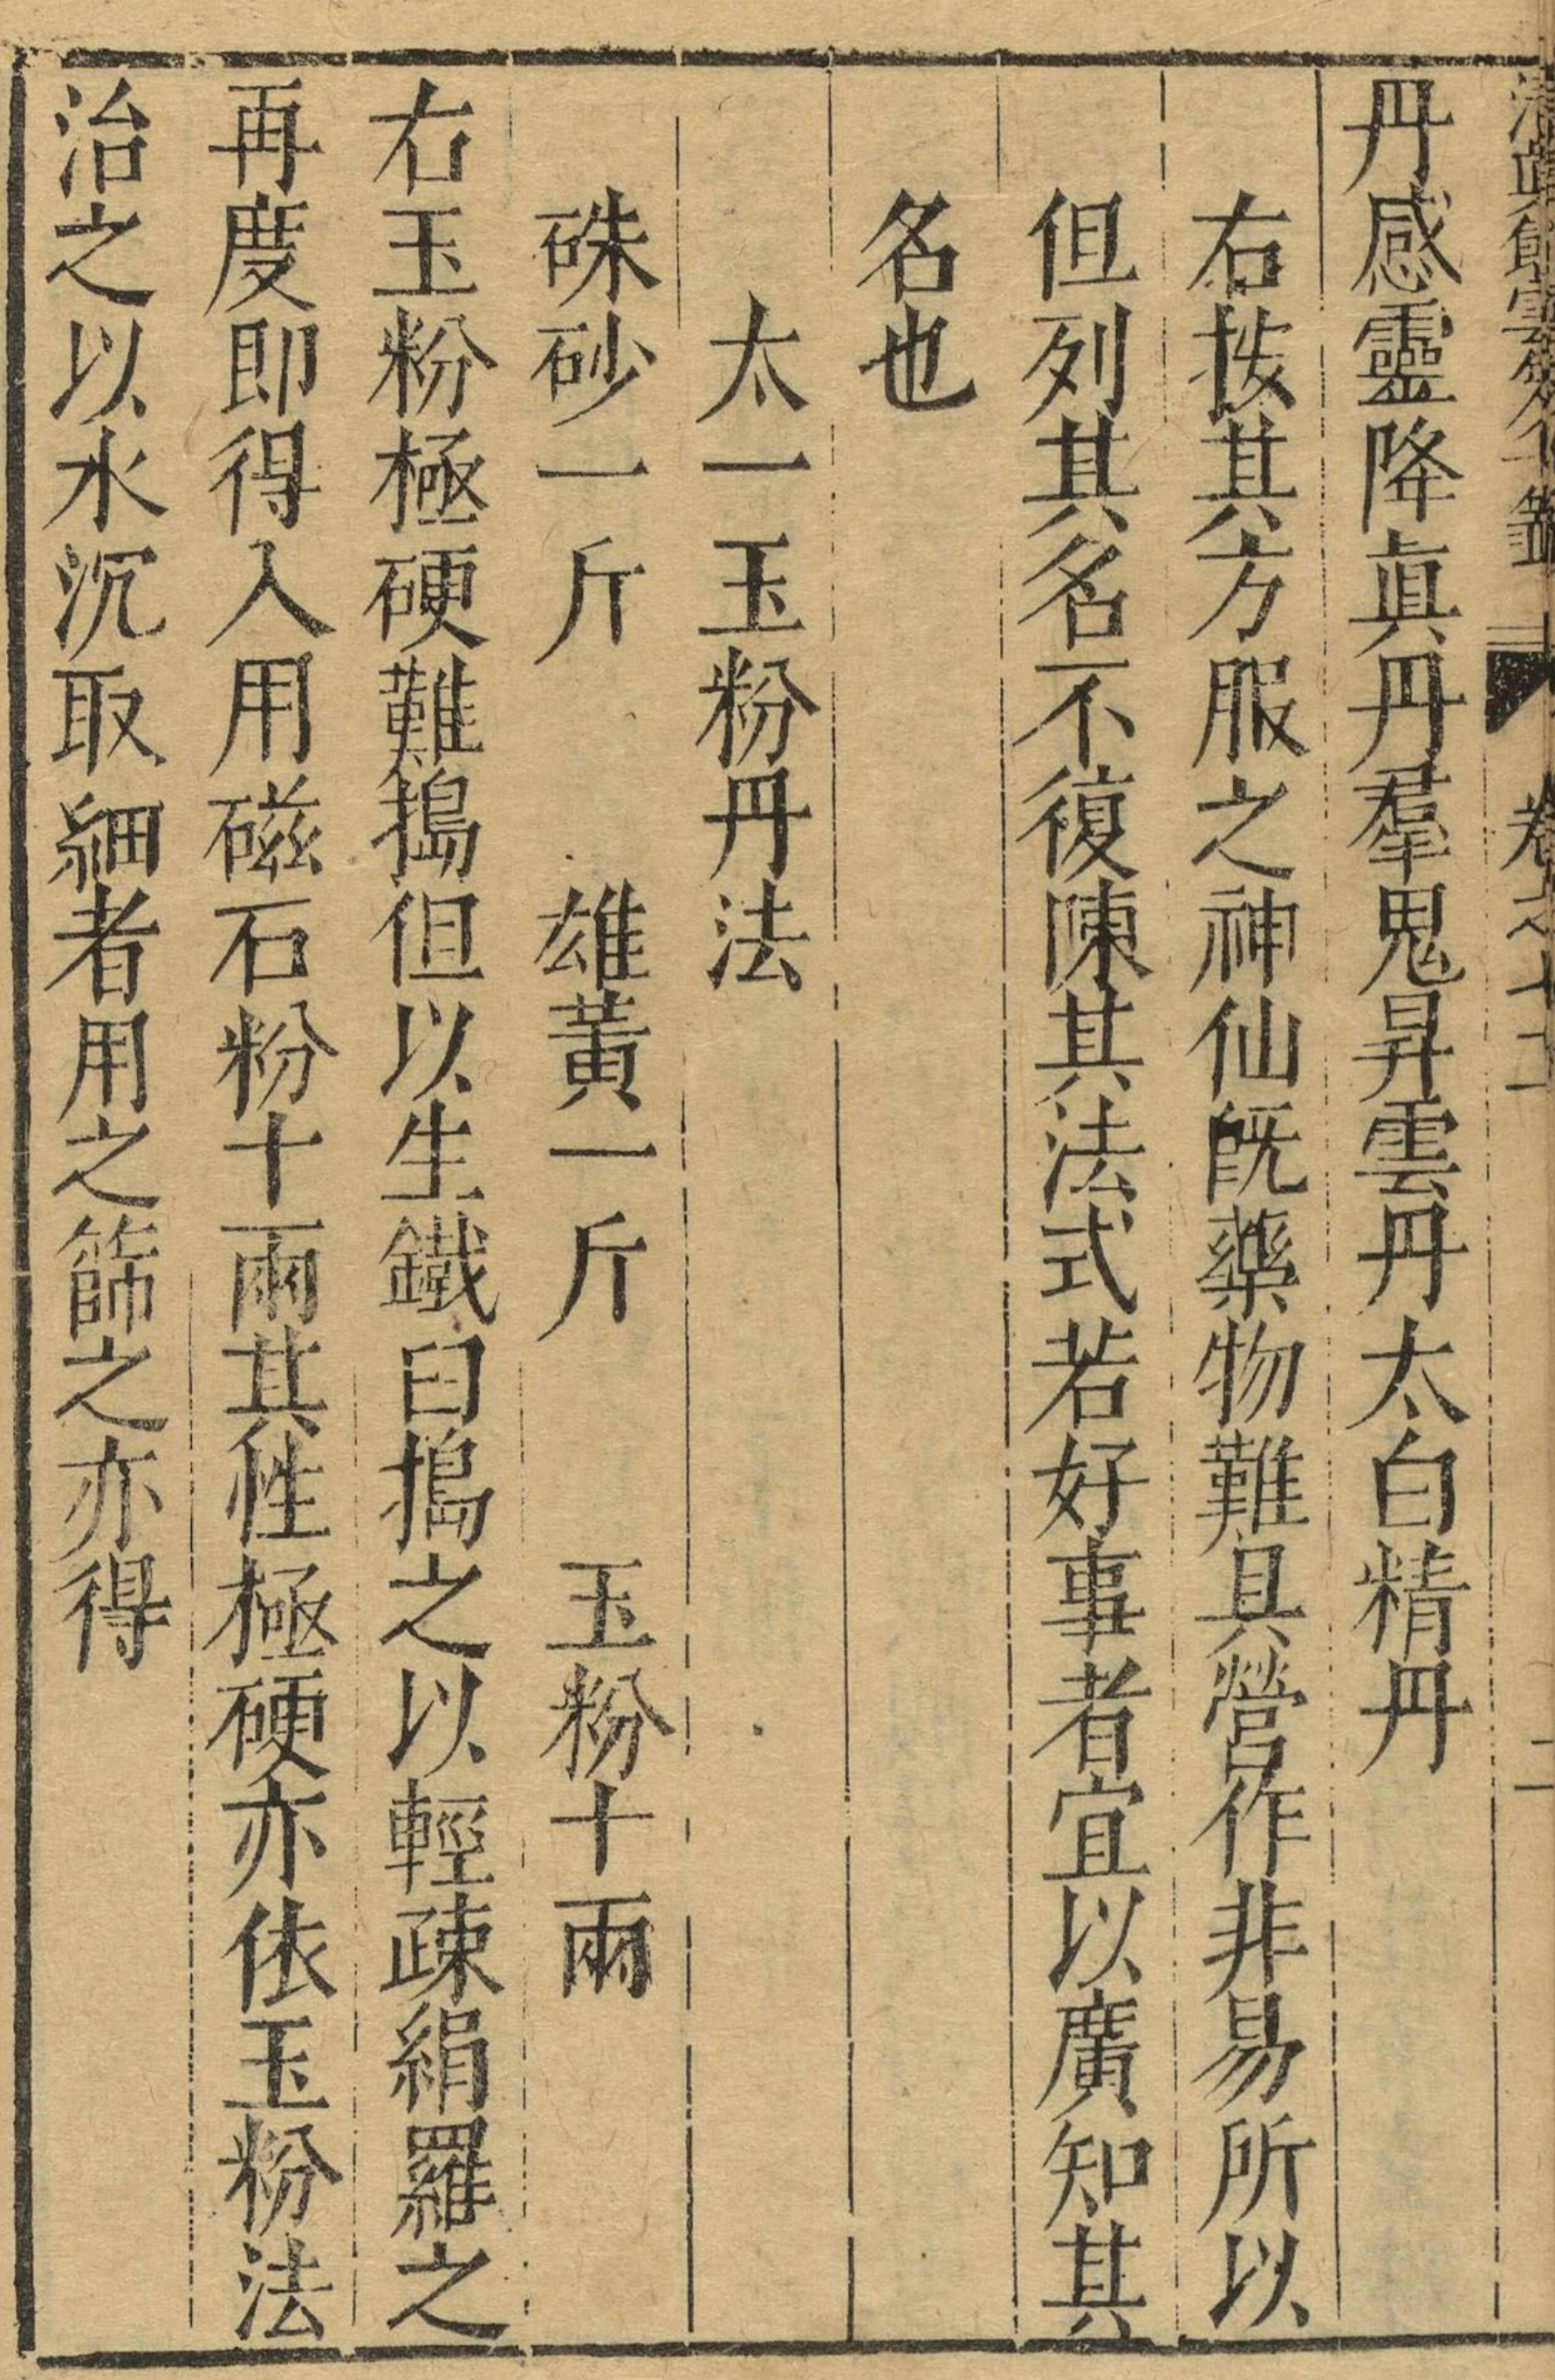 清真館雲笈七籤 卷之七十一 二
丹感靈降真丹羣鬼昇雲丹太白精丹
右按其方服之神仙旣藥物難具營作非易所以
但列其名不復陳其法式若好事者宜以廣知其
名也
太一玉粉丹法
硃砂一斤 雄黃一斤 玉粉十兩
右玉粉極硬難搗但以生鐵臼搗之以輕疎絹羅之
再度即得入用磁石粉十兩其性極硬亦依玉粉法
治之以水沉取細者用之篩之亦得